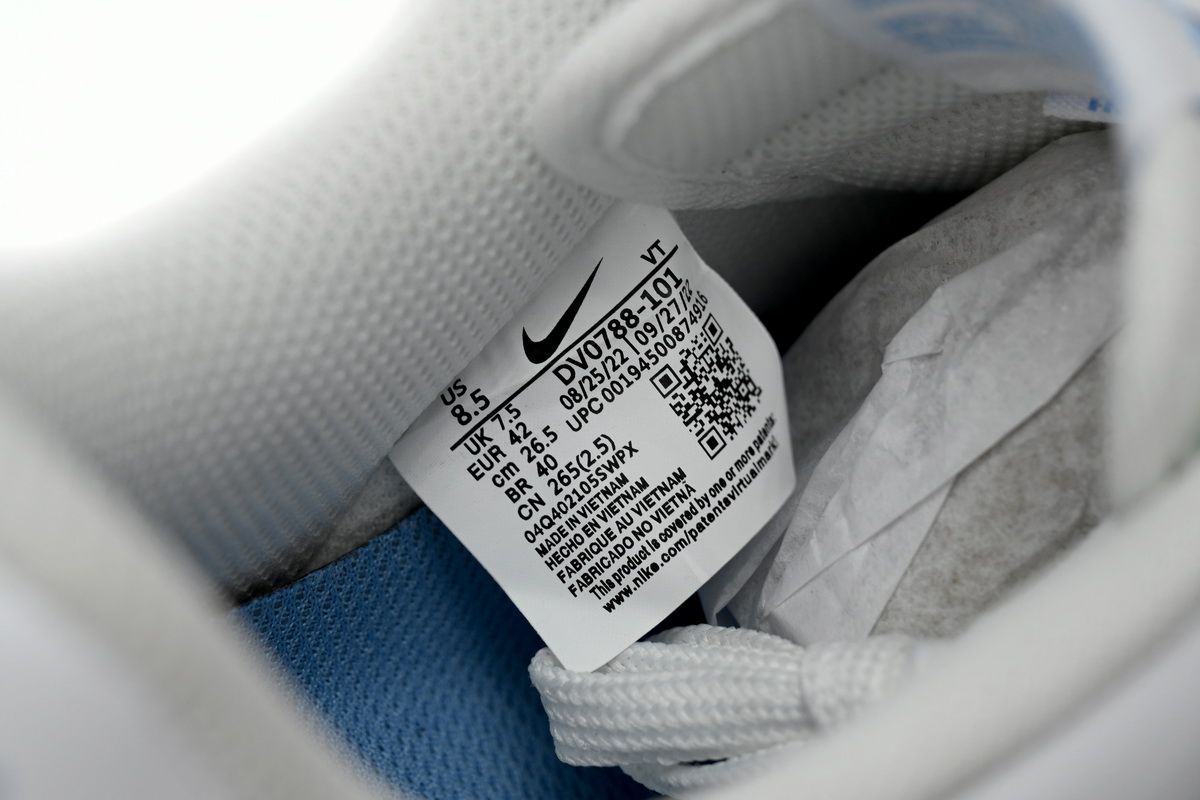 VT
US
8.5
DV0788-101
08/25/22 | 09/27/22
UPC 00194500874916
UK 7.5
EUR 42
cm 26.5
BR 40
CN 265(2.5)
04Q402105SWPX
MADE IN VIETNAM
HECHO EN VIETNAM
FABRIQUE AU VIETNAM
FABRICADO NO VIETNA
This product is covered by one or more patents:
www.nike.com/patentsvirtualmark/